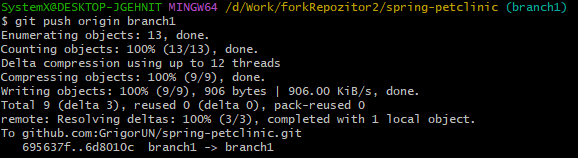 SystemX@DESKTOP-JGEHNIT MINGW64 /d/Work/forkRepozitor2/spring-petclinic (branch1)
$ git push origin branch1
Enumerating objects: 13, done.
Counting objects: 100% (13/13), done.
Delta compression using up to 12 threads
Compressing objects: 100% (9/9), done.
Writing objects: 100% (9/9), 906 bytes | 906.00 KiB/s, done.
Total 9 (delta 3), reused 0 (delta 0), pack-reused 0
remote: Resolving deltas: 100% (3/3), completed with 1 local object.
To github.com:GrigorUN/spring-petclinic.git
   695637f..6d8010c  branch1 -> branch1